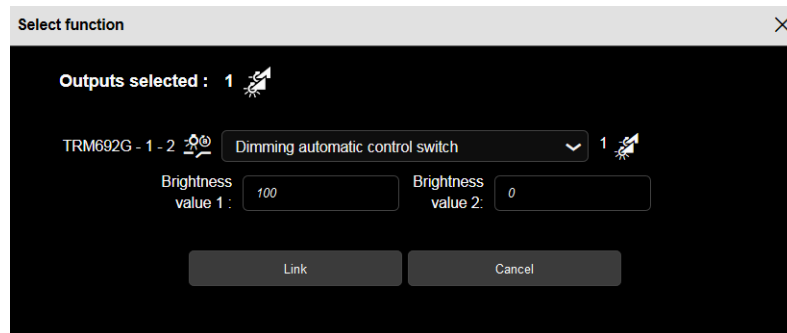 Select function
Outputs selected : 1
TRM692G - 1 - 2 Dimming automatic control switch 1
Brightness value 1 : 100 Brightness value 2: 0
Link Cancel